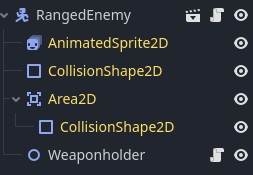 RangedEnemy
AnimatedSprite2D
CollisionShape2D
Area2D
CollisionShape2D
Weaponholder